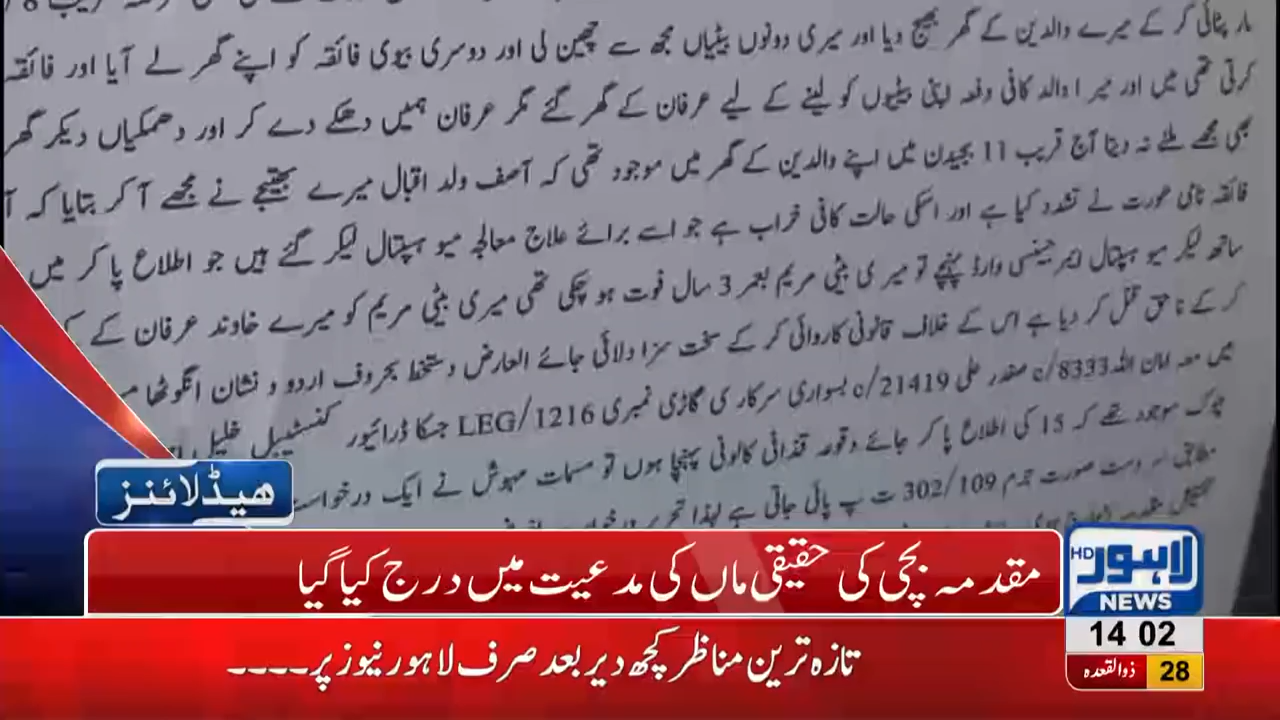 مار پٹائی کر کے میرے والدین کے گھر بھیج دیا اور میری دونوں بیٹیاں مجھ سے چھین لی اور دوسری بیوی فائقہ کو اپنے گھر لے آیا اور فائقہ
کرتی تھی میں اور میرا والد کافی دفعہ اپنی بیٹیوں کو لینے کے لیے عرفان کے گھر گئے مگر عرفان ہمیں دھکے دے کر اور دھمکیاں دیکر گھر
بھی مجھے ملنے نہ دیتا آج قریب 11 بجیدن میں اپنے والدین کے گھر میں موجود تھی کہ آصف ولد اقبال میرے بھتیجے نے مجھے آ کر بتایا کہ آ
فائقہ نامی عورت نے تشدد کیا ہے اور اسکی حالت کافی خراب ہے جو اسے برائے علاج معالجہ میو ہسپتال لیکر گئے ہیں جو اطلاع پا کر میں
ساتھ لیکر میو ہسپتال ایمرجینسی وارڈ پہنچے تو میری بیٹی مریم بعمر 3 سال فوت ہو چکی تھی میری بیٹی مریم کو میرے خاوند عرفان کے
کر کے ناحق قتل کر دیا ہے اس کے خلاف قانونی کاروائی کر کے سخت سزا دلائی جائے العارض دستخط بحروف اردو و نشان انگوٹھا
میں معہ امان اللہ 8333/c صفدر علی 21419/c بسواری سرکاری گاڑی نمبری LEG/1216 جسکا ڈرائیور کنسٹیبل خلیل
چوک موجود تھے کہ 15 کی اطلاع پا کر جائے وقوعہ قذافی کالونی پہنچا ہوں تو مسمات مہوش نے ایک درخواست
مطابق سر دست صورت جرم 302/109 ت پ پائی جاتی ہے لہذا تحریر
ھیڈلائنز
مقدمہ بچی کی حقیقی ماں کی مدعیت میں درج کیا گیا
لاہور HD
NEWS
تازہ ترین مناظر کچھ دیر بعد صرف لاہور نیوز پر۔۔۔۔
14 02
28 ذوالقعدہ